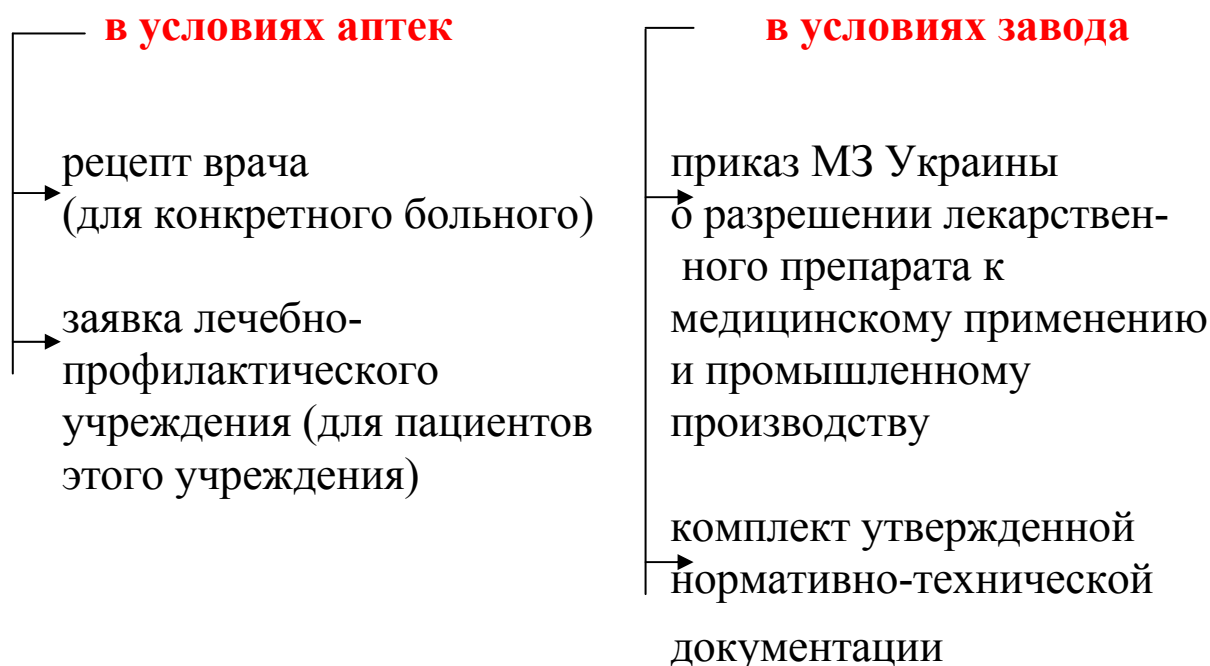 в условиях аптек
рецепт врача
(для конкретного больного)
заявка лечебно-
профилактического
учреждения (для пациентов
этого учреждения)
в условиях завода
приказ МЗ Украины
о разрешении лекарствен-
ного препарата к
медицинскому применению
и промышленному
производству
комплект утвержденной
нормативно-технической
документации